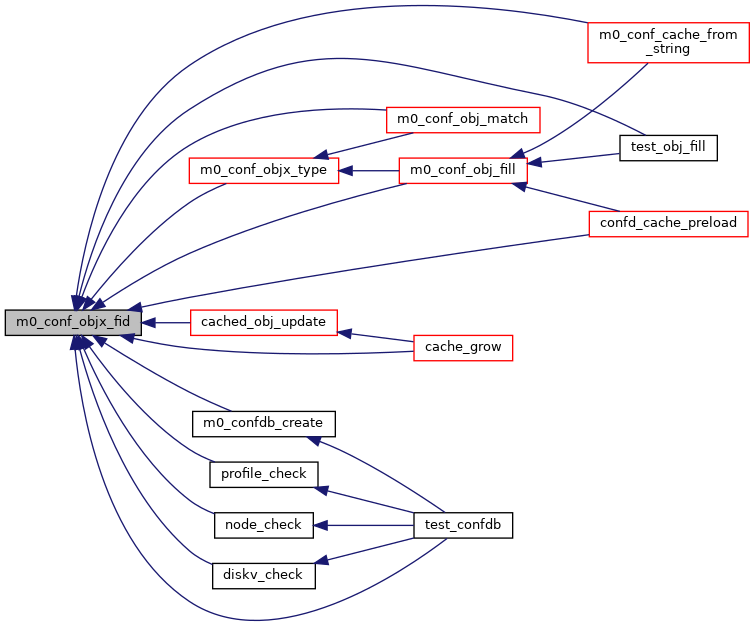 m0_conf_cache_from
_string
m0_conf_obj_match
test_obj_fill
m0_conf_objx_type
m0_conf_obj_fill
confd_cache_preload
m0_conf_objx_fid
cached_obj_update
cache_grow
m0_confdb_create
profile_check
node_check
test_confdb
diskv_check